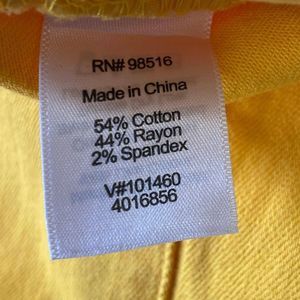 RN# 98516
Made in China
54% Cotton
44% Rayon
2% Spandex
V#101460
4016856